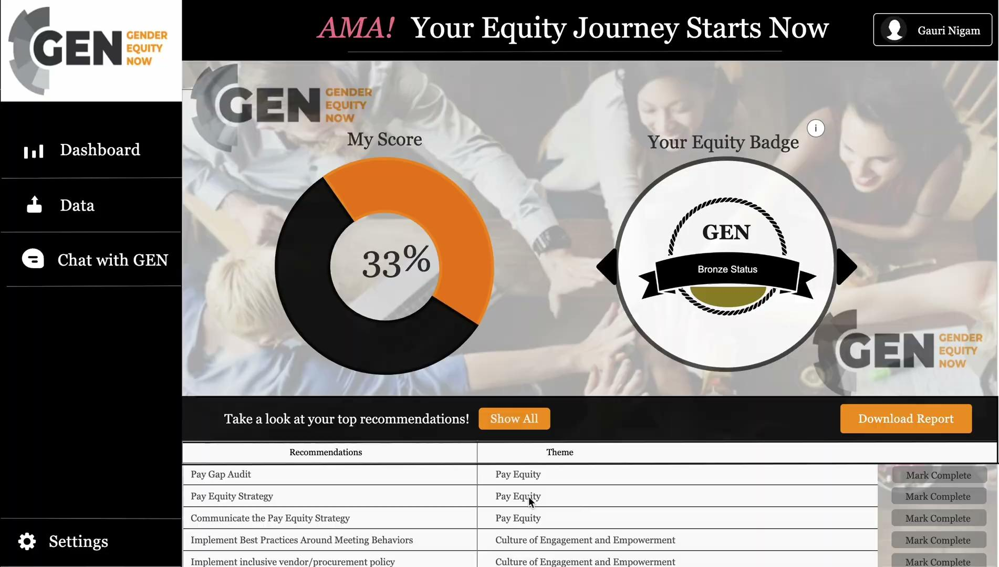 GEN GENDER
EQUITY
NOW
AMA! Your Equity Journey Starts Now
Gauri Nigam
Dashboard
Data
Chat with GEN
Settings
GEN GENDER
EQUITY
NOW
My Score
33%
Your Equity Badge
i
GEN
Bronze Status
GEN GENDER
EQUITY
NOW
Take a look at your top recommendations! Show All
Download Report
Recommendations Theme
Pay Gap Audit Pay Equity Mark Complete
Pay Equity Strategy Pay Equity Mark Complete
Communicate the Pay Equity Strategy Pay Equity Mark Complete
Implement Best Practices Around Meeting Behaviors Culture of Engagement and Empowerment Mark Complete
Implement inclusive vendor/procurement policy Culture of Engagement and Empowerment Mark Complete